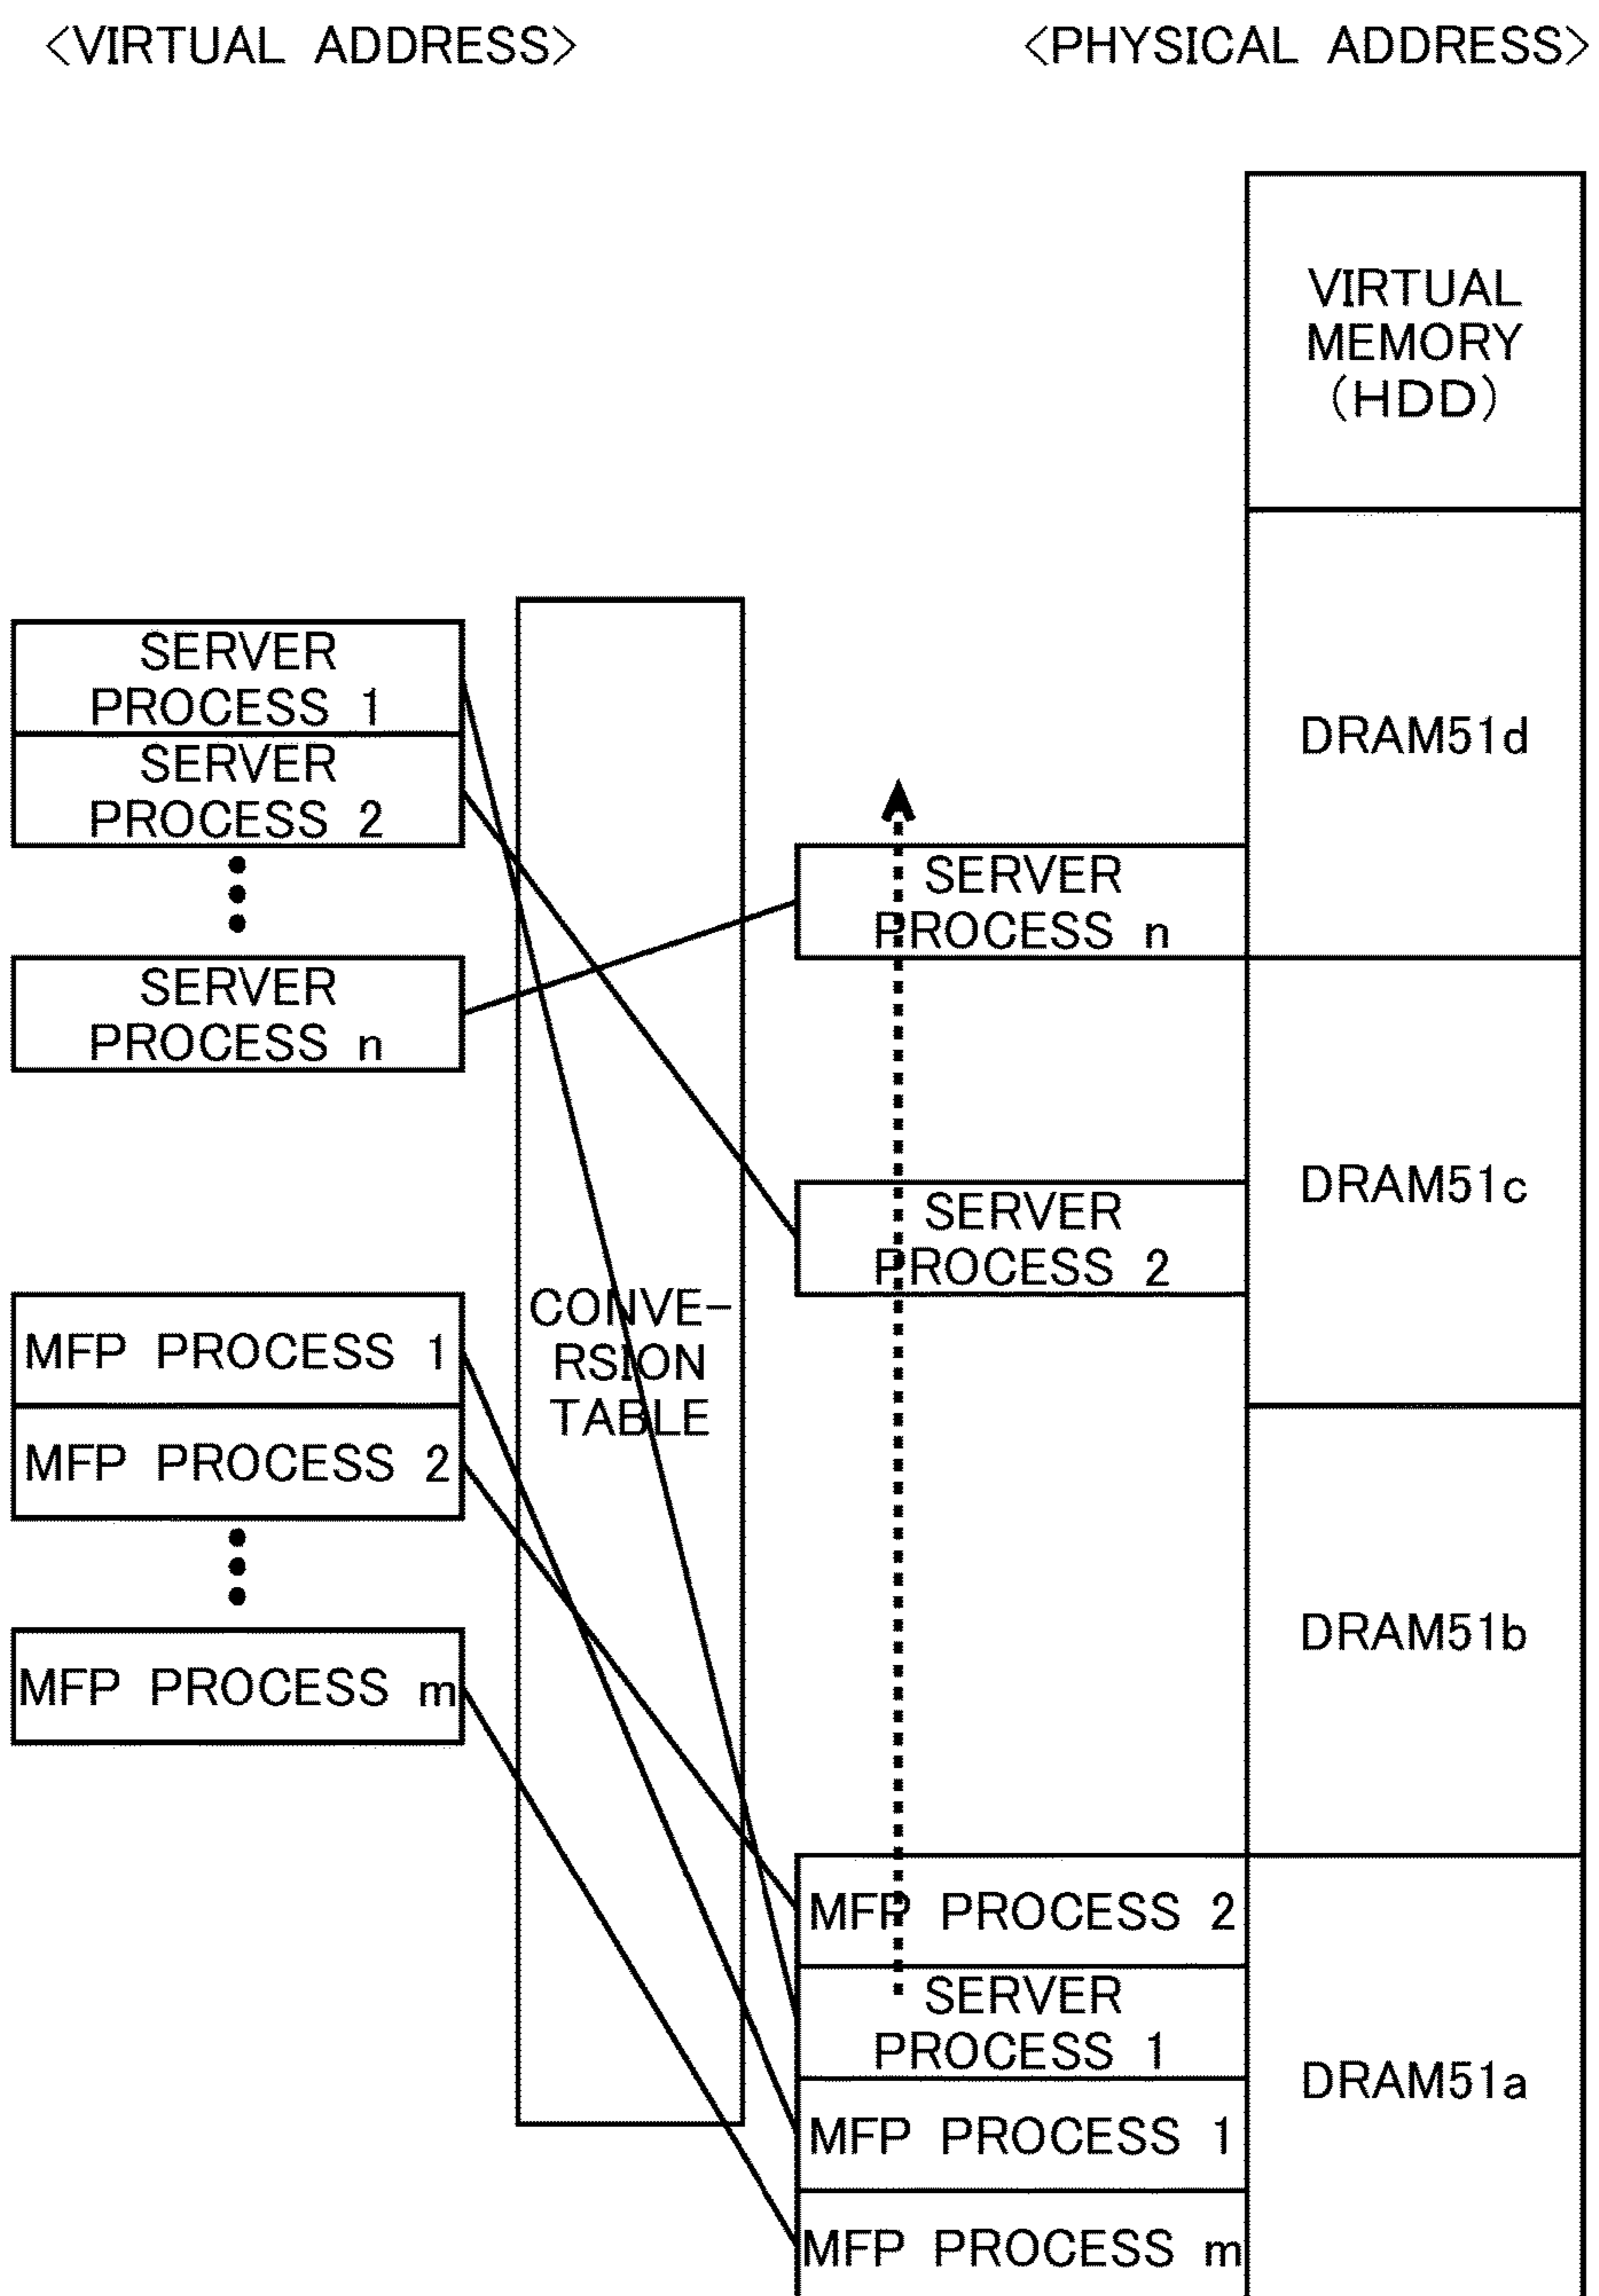 <VIRTUAL ADDRESS>
<PHYSICAL ADDRESS>
VIRTUAL
MEMORY
(HDD)
DRAM51d
DRAM51c
DRAM51b
DRAM51a
SERVER
PROCESS 1
SERVER
PROCESS 2
SERVER
PROCESS n
MFP PROCESS 1
MFP PROCESS 2
MFP PROCESS m
CONVE-
RSION
TABLE
SERVER
PROCESS n
SERVER
PROCESS 2
MFP PROCESS 2
SERVER
PROCESS 1
MFP PROCESS 1
MFP PROCESS m